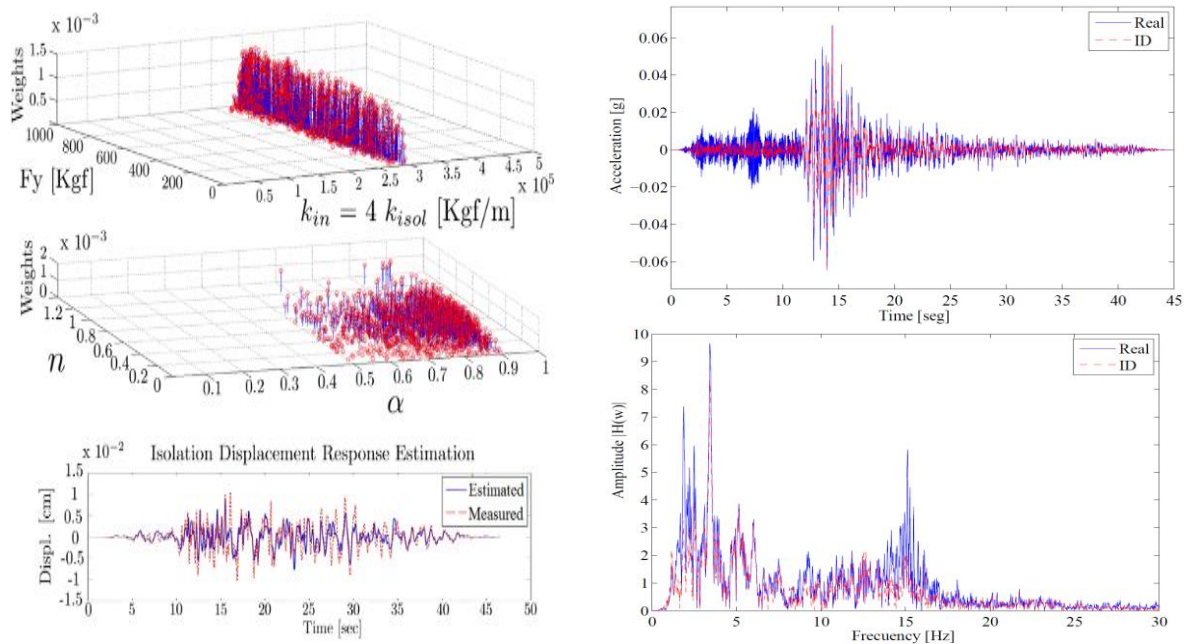 x 10⁻³
1.5
1
0.5
0
Weights
1000
800
600
400
200
0
Fy [Kgf]
0.5
1
1.5
2
2.5
3
3.5
4
4.5
5
x 10⁵
k_in = 4 k_isol [Kgf/m]
x 10⁻³
2
1
0
Weights
1.2
1
0.8
0.6
0.4
0.2
0
n
0.1
0.2
0.3
0.4
0.5
0.6
0.7
0.8
0.9
1
α
x 10⁻²
Isolation Displacement Response Estimation
1.5
1
0.5
0
-0.5
-1
-1.5
Displ. [cm]
Estimated
Measured
0 5 10 15 20 25 30 35 40 45 50
Time [sec]
Real
ID
0.06
0.04
0.02
0
−0.02
−0.04
−0.06
Acceleration [g]
0 5 10 15 20 25 30 35 40 45
Time [seg]
Real
ID
10
9
8
7
6
5
4
3
2
1
0
Amplitude |H(w)|
0 5 10 15 20 25 30
Frecuency [Hz]